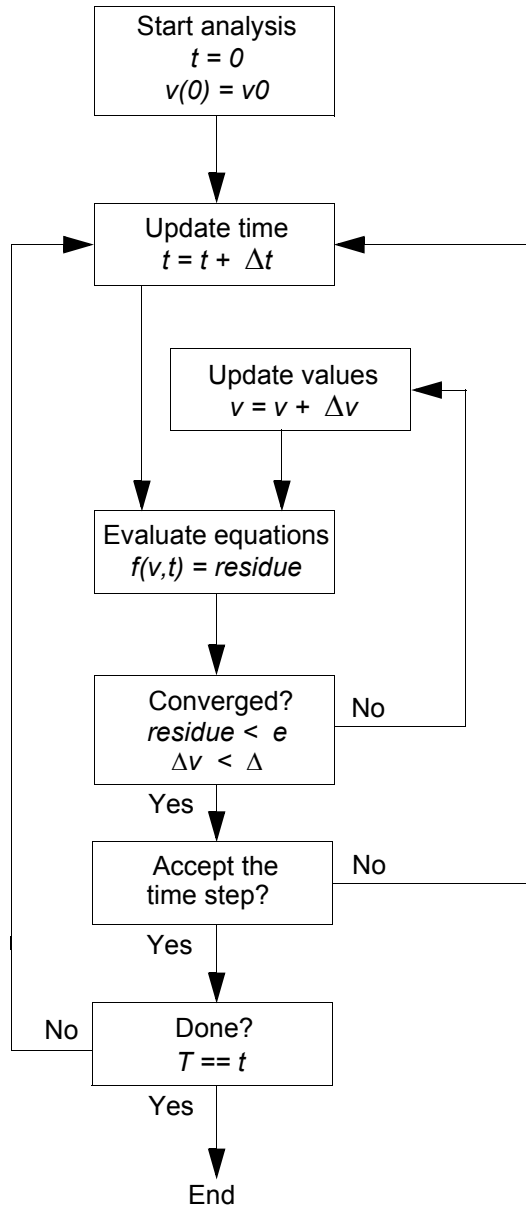 Start analysis
t = 0
v(0) = v0
Update time
t = t + Δt
Update values
v = v + Δv
Evaluate equations
f(v,t) = residue
Converged?
residue < e
Δv < Δ
No
Yes
Accept the
time step?
No
Yes
Done?
T == t
No
Yes
End